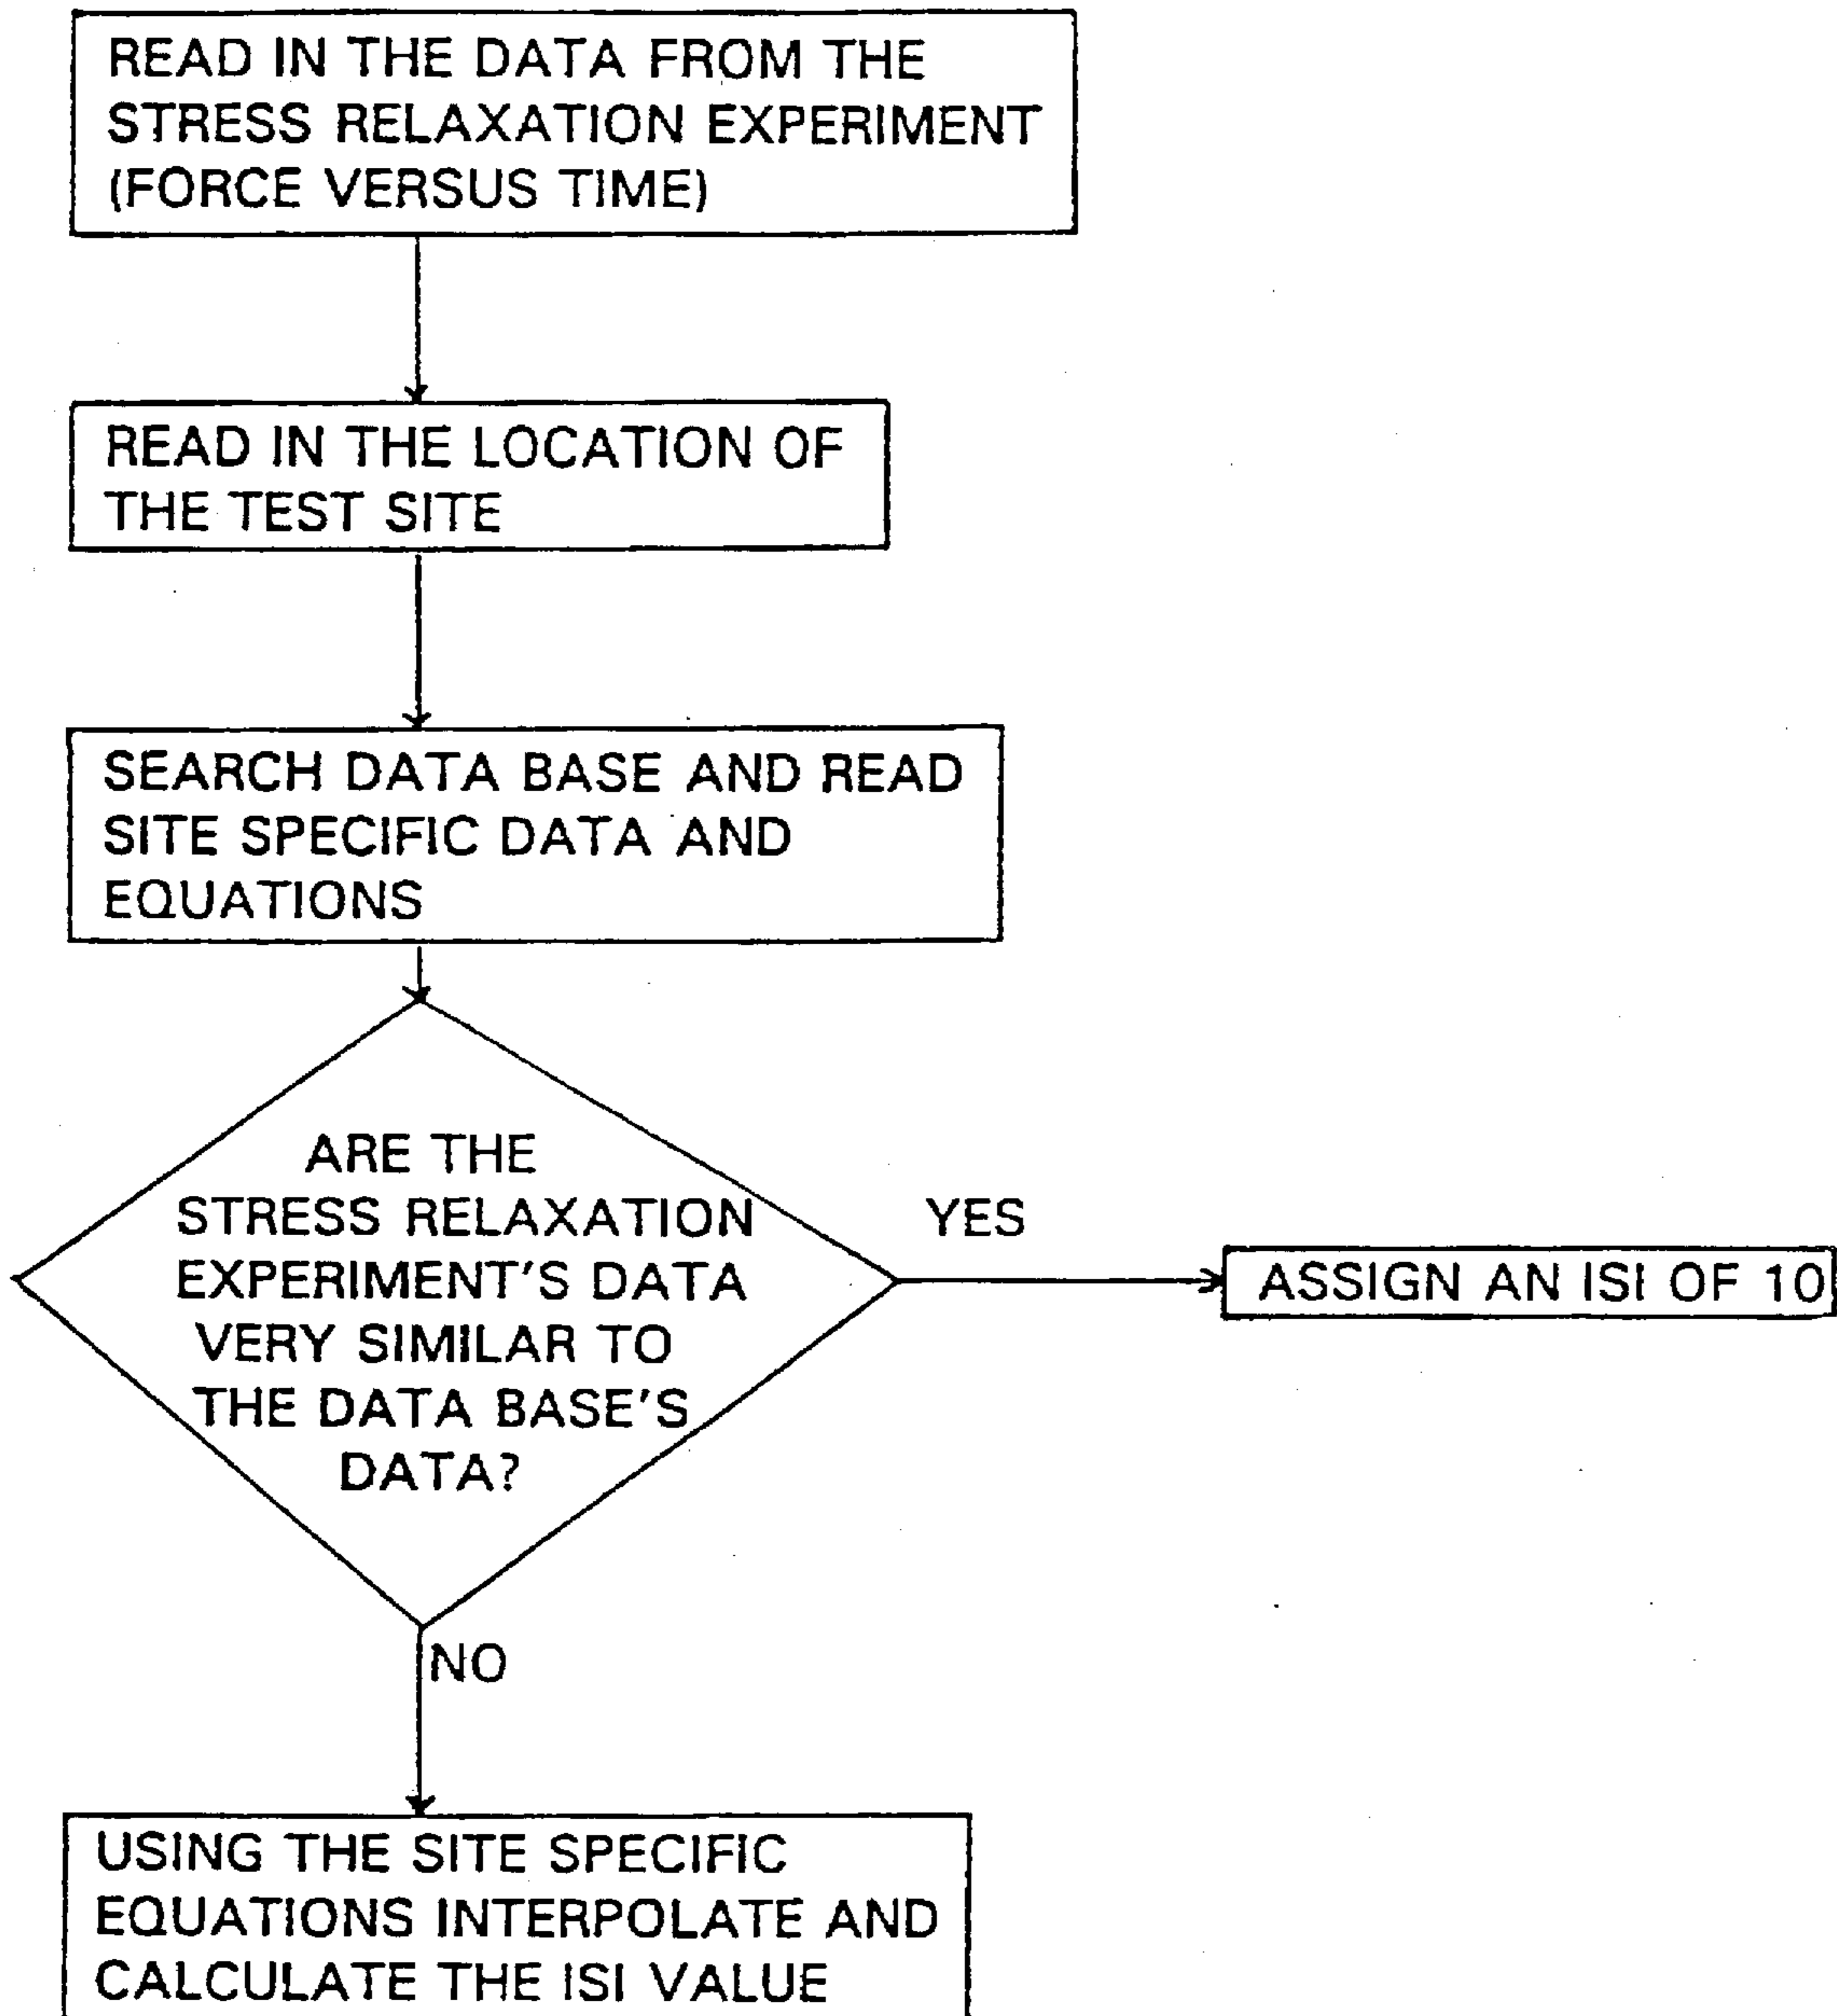 READ IN THE DATA FROM THE
STRESS RELAXATION EXPERIMENT
(FORCE VERSUS TIME)
READ IN THE LOCATION OF
THE TEST SITE
SEARCH DATA BASE AND READ
SITE SPECIFIC DATA AND
EQUATIONS
ARE THE
STRESS RELAXATION
EXPERIMENT'S DATA
VERY SIMILAR TO
THE DATA BASE'S
DATA?
YES
ASSIGN AN ISI OF 10
NO
USING THE SITE SPECIFIC
EQUATIONS INTERPOLATE AND
CALCULATE THE ISI VALUE